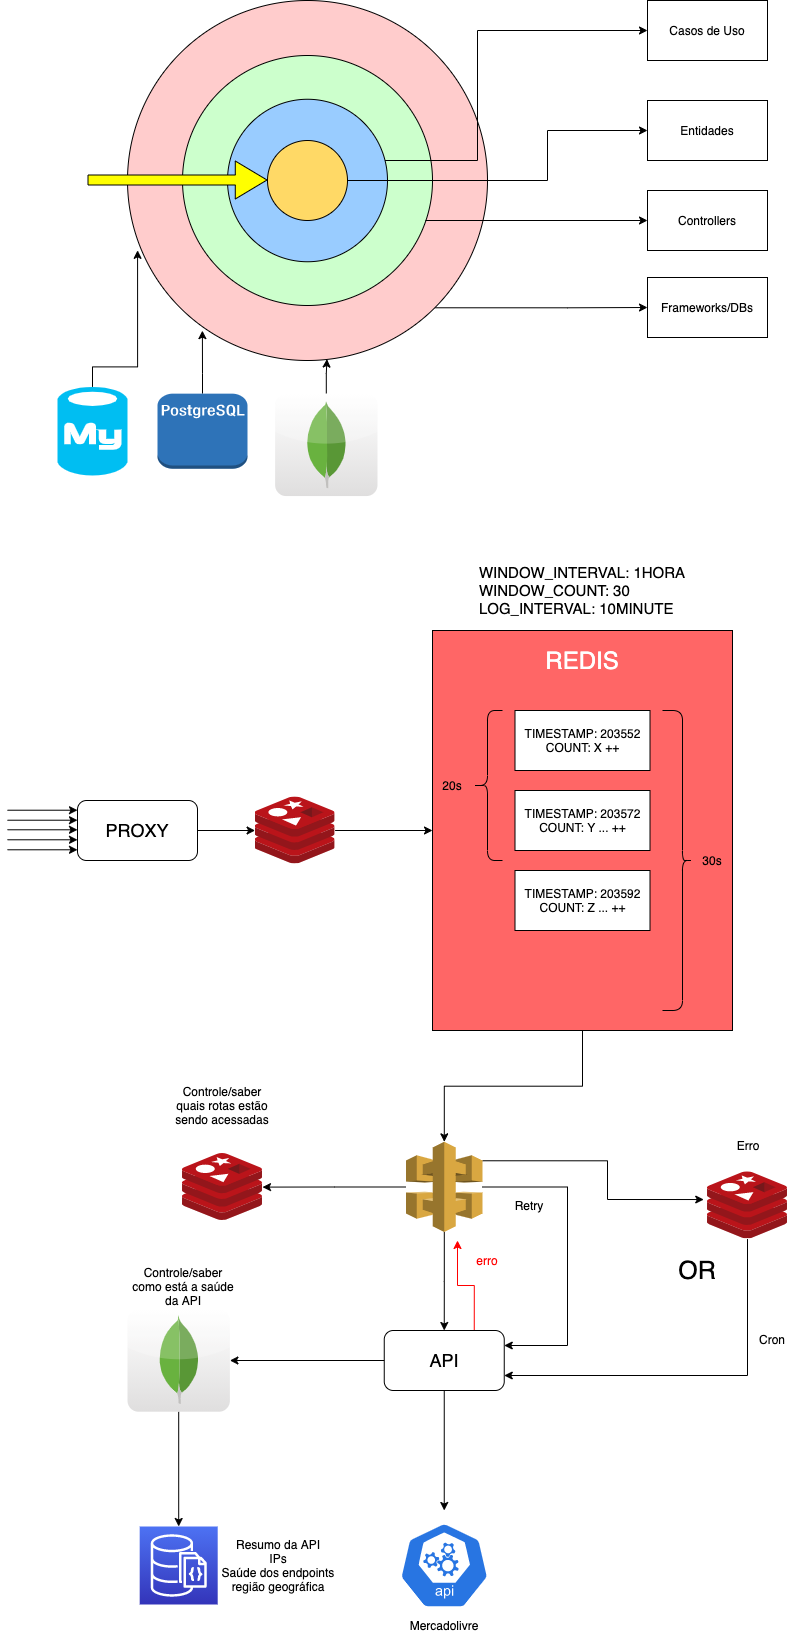 Casos de Uso
Entidades
Controllers
Frameworks/DBs
My
PostgreSQL
WINDOW_INTERVAL: 1HORA
WINDOW_COUNT: 30
LOG_INTERVAL: 10MINUTE
REDIS
TIMESTAMP: 203552
COUNT: X ++
20s
TIMESTAMP: 203572
COUNT: Y ... ++
PROXY
30s
TIMESTAMP: 203592
COUNT: Z ... ++
Controle/saber
quais rotas estão
sendo acessadas
Erro
Retry
erro
OR
Controle/saber
como está a saúde
da API
Cron
API
Resumo da API
IPs
Saúde dos endpoints
região geográfica
api
Mercadolivre